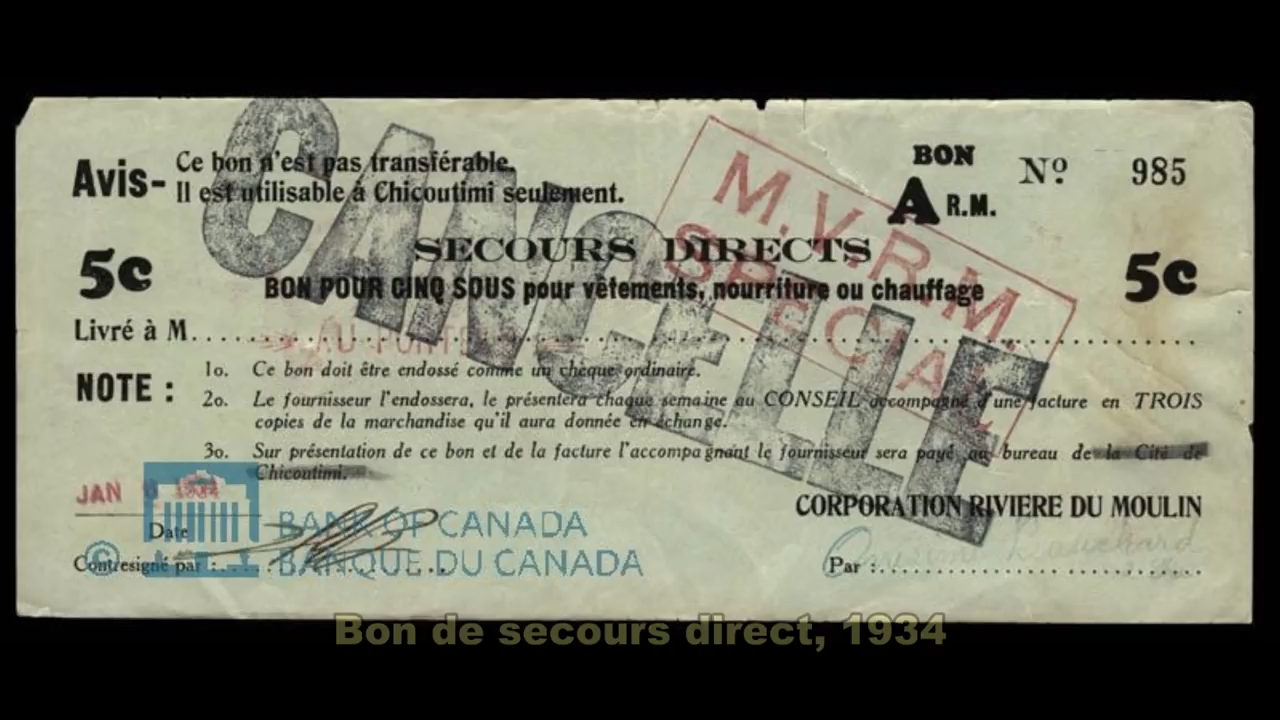 Avis- Ce bon n'est pas transférable.
Il est utilisable á Chicoutimi seulement.
BON
A R.M.
Nº 985
CANCELLE
M.V.R.M.
SPECIAL
SECOURS DIRECTS
5c
5c
BON POUR CINQ SOUS pour vêtements, nourriture ou chauffage
Livré à M.
AU PORTEUR
NOTE :
1o. Ce bon doit être endossé comme un chèque ordinaire.
2o. Le fournisseur l'endossera, le présentera chaque semaine au CONSEIL accompagné d'une facture en TROIS
copies de la marchandise qu'il aura donnée en échange.
3o. Sur présentation de ce bon et de la facture l'accompagnant le fournisseur sera payé au bureau de la Cité de
Chicoutimi.
JAN 1934
CORPORATION RIVIERE DU MOULIN
Date
© BANK OF CANADA
BANQUE DU CANADA
Contresigné par :
Par :
Bon de secours direct, 1934